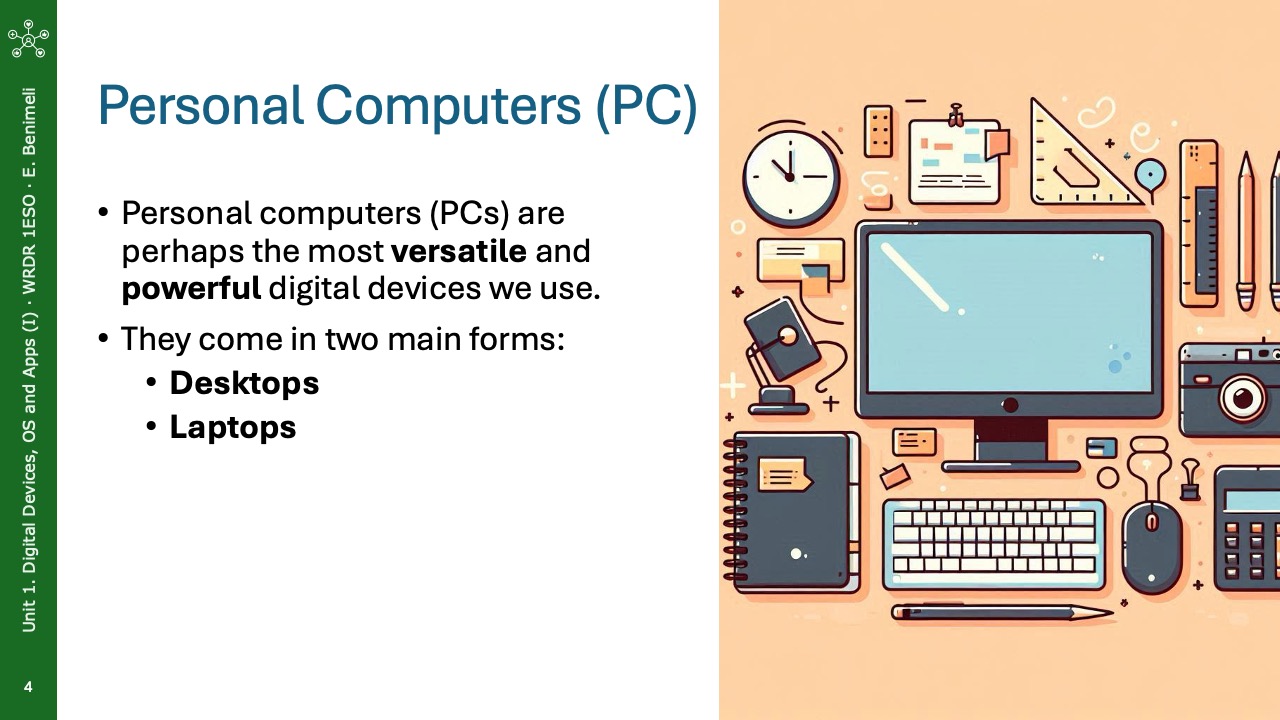 Unit 1. Digital Devices, OS and Apps (I) · WRDR 1ESO · E. Benimeli
Personal Computers (PC)
• Personal computers (PCs) are
perhaps the most versatile and
powerful digital devices we use.
• They come in two main forms:
• Desktops
• Laptops
4